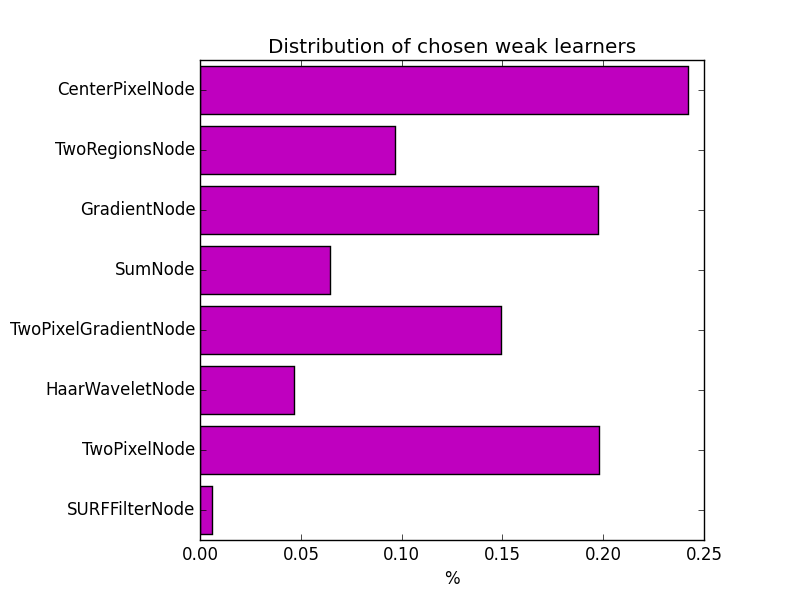 Distribution of chosen weak learners
CenterPixelNode
TwoRegionsNode
GradientNode
SumNode
TwoPixelGradientNode
HaarWaveletNode
TwoPixelNode
SURFFilterNode
0.00 0.05 0.10 0.15 0.20 0.25
%